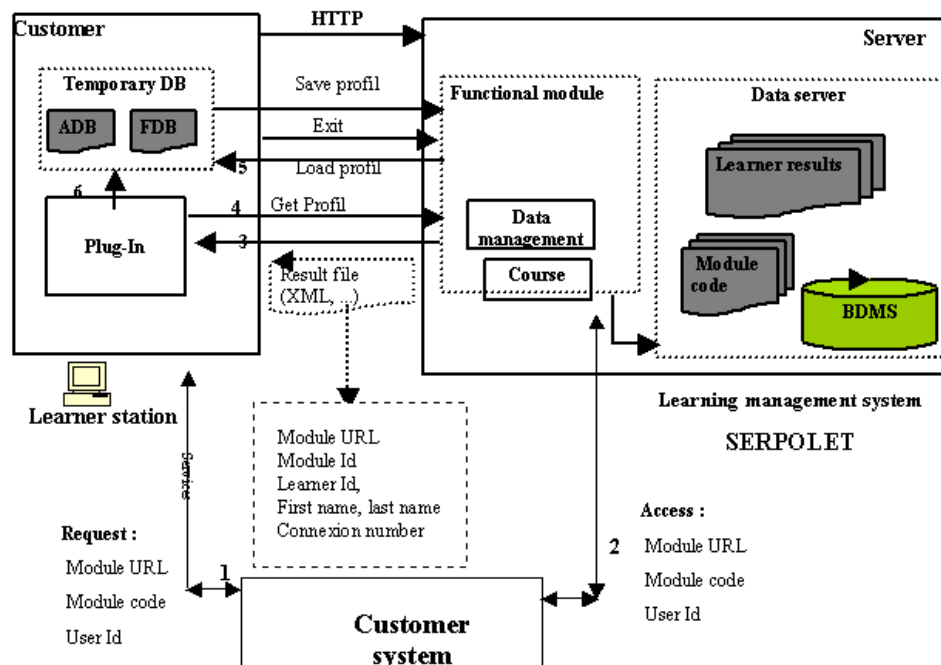 Customer
HTTP
Server
Temporary DB
ADB
FDB
Save profil
Exit
5
Load profil
6
4
Get Profil
Plug-In
3
Result file
(XML, ...)
Functional module
Data
management
Course
Data server
Learner results
Module
code
BDMS
Learner station
Learning management system
SERPOLET
Service
Module URL
Module Id
Learner Id,
First name, last name
Connexion number
Request :
Module URL
Module code
User Id
1
Access :
2
Module URL
Module code
User Id
Customer
system